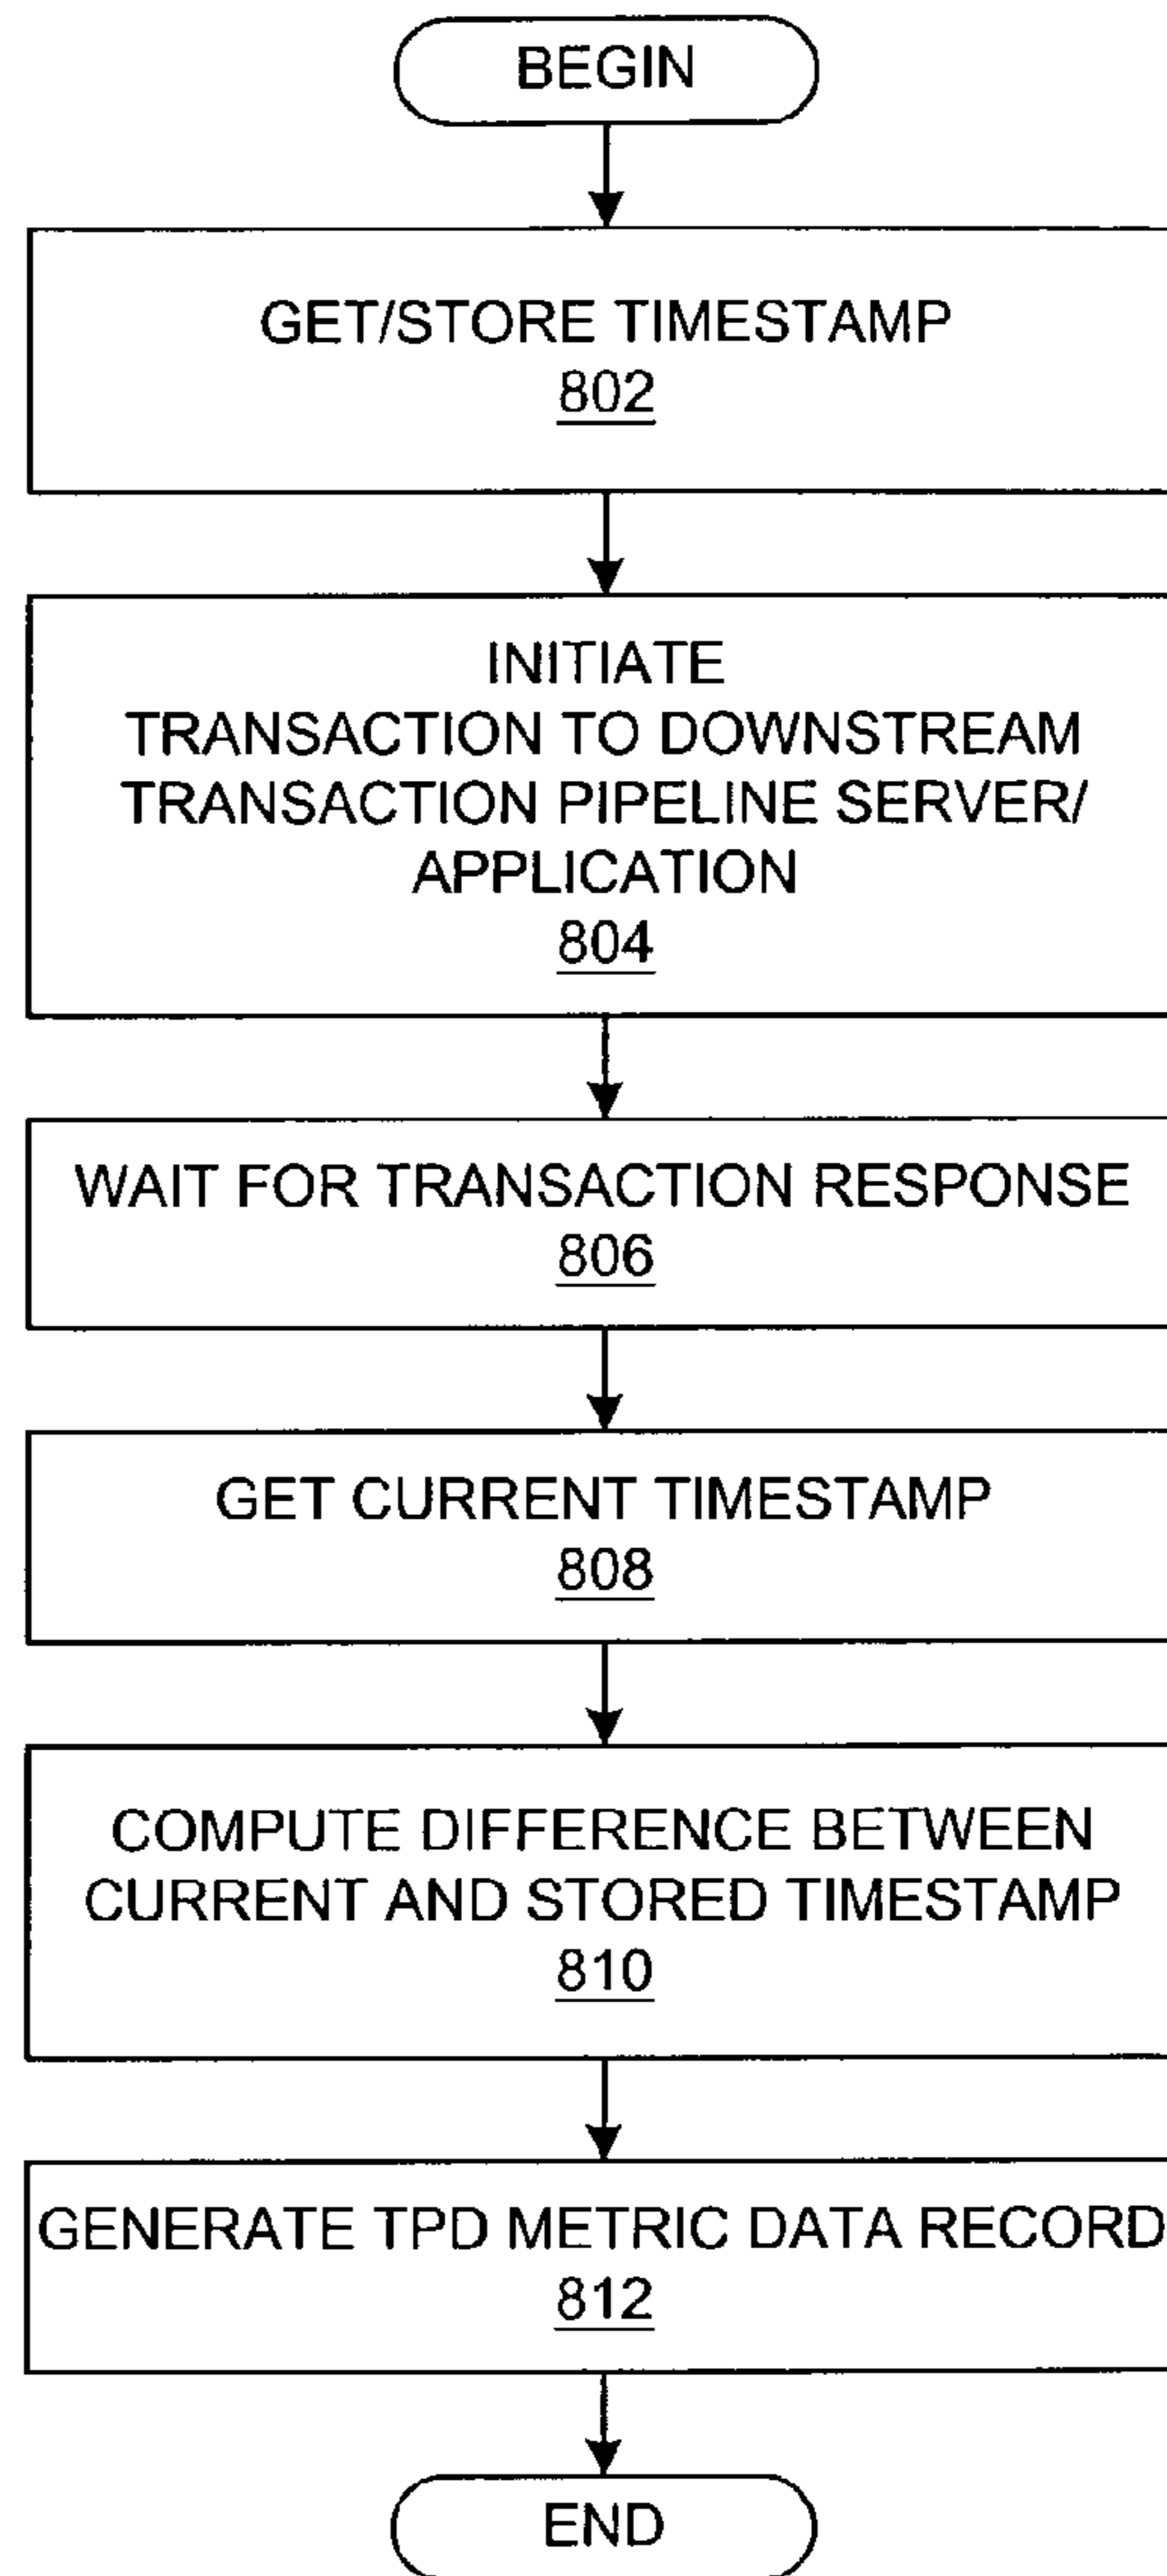 BEGIN
GET/STORE TIMESTAMP
802
INITIATE
TRANSACTION TO DOWNSTREAM
TRANSACTION PIPELINE SERVER/
APPLICATION
804
WAIT FOR TRANSACTION RESPONSE
806
GET CURRENT TIMESTAMP
808
COMPUTE DIFFERENCE BETWEEN
CURRENT AND STORED TIMESTAMP
810
GENERATE TPD METRIC DATA RECORD
812
END